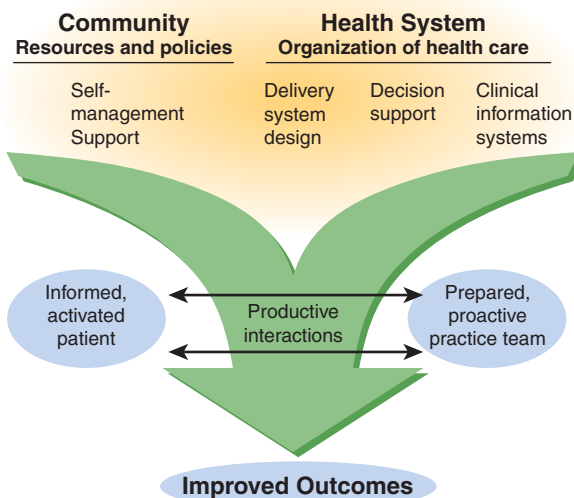 Community
Resources and policies
Health System
Organization of health care
Self-
management
Support
Delivery
system
design
Decision
support
Clinical
information
systems
Informed,
activated
patient
Productive
interactions
Prepared,
proactive
practice team
Improved Outcomes